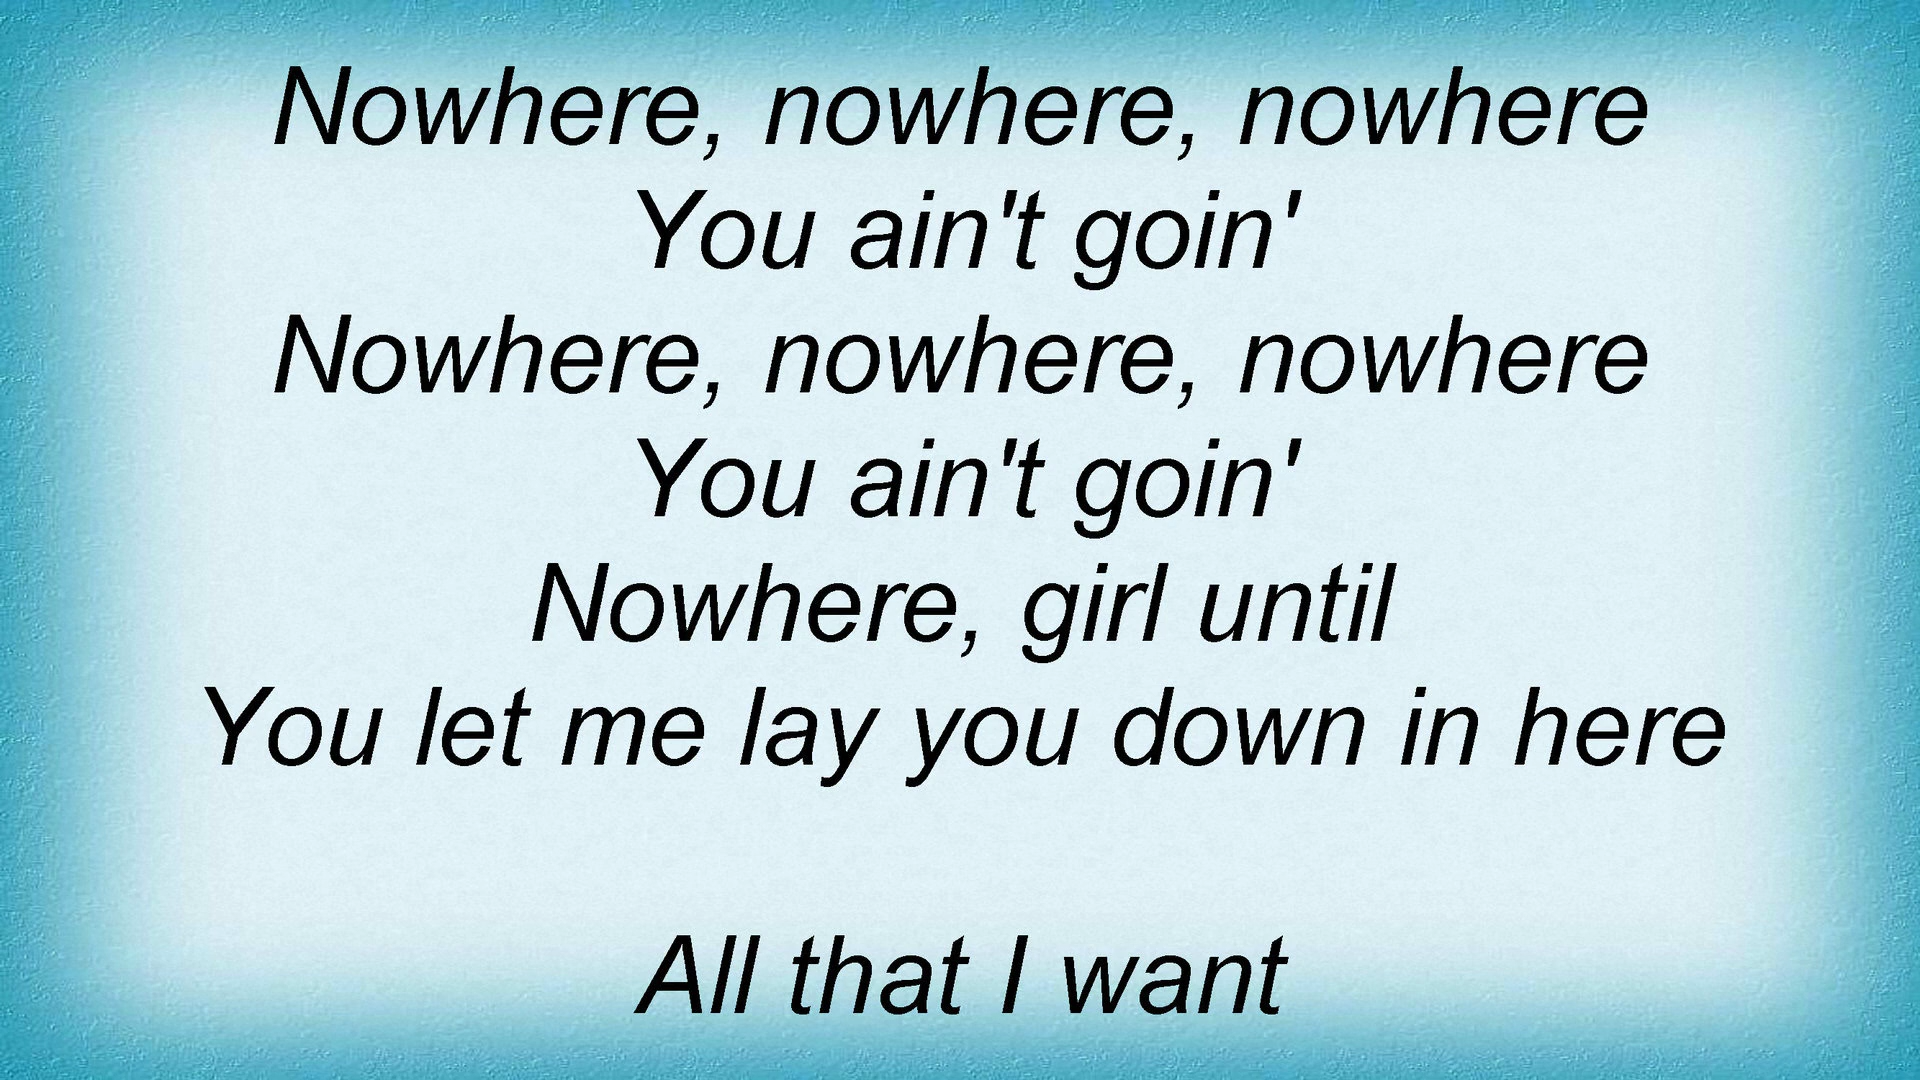 Nowhere, nowhere, nowhere
You ain't goin'
Nowhere, nowhere, nowhere
You ain't goin'
Nowhere, girl until
You let me lay you down in here
All that I want